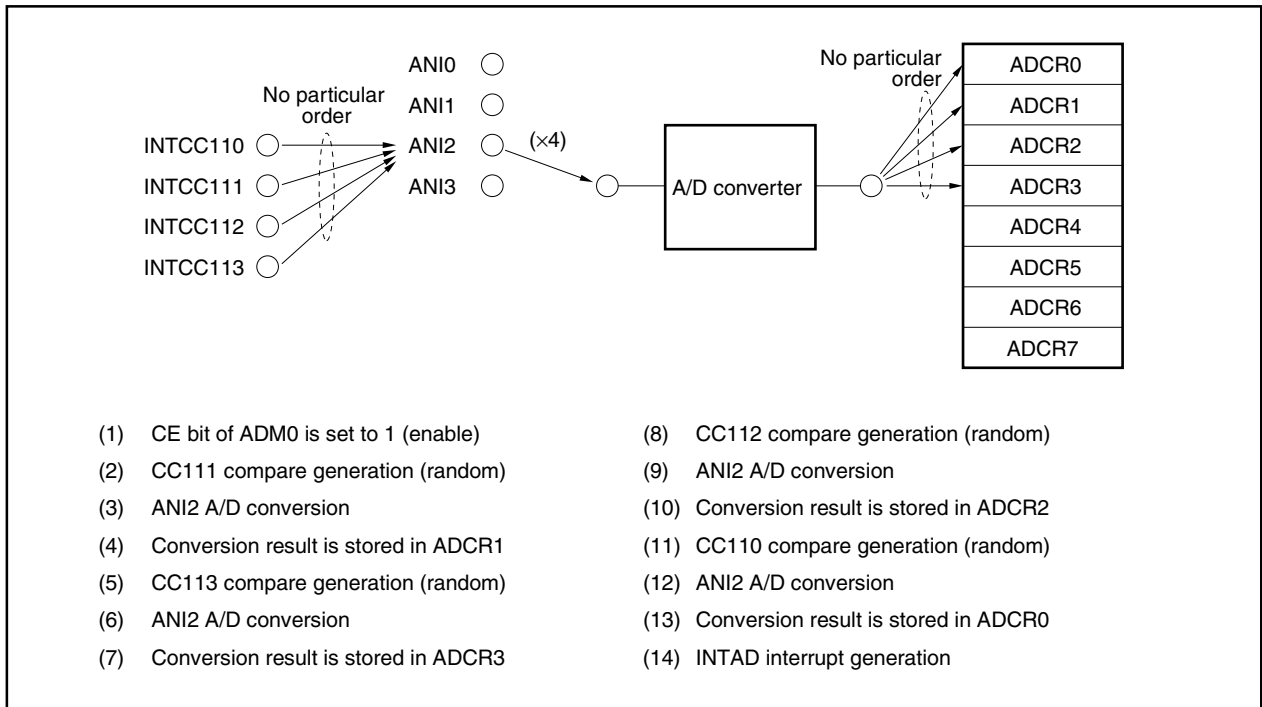 No particular
order
INTCC110
INTCC111
INTCC112
INTCC113
ANI0
ANI1
ANI2
ANI3
(×4)
A/D converter
No particular
order
ADCR0
ADCR1
ADCR2
ADCR3
ADCR4
ADCR5
ADCR6
ADCR7
(1) CE bit of ADM0 is set to 1 (enable)
(2) CC111 compare generation (random)
(3) ANI2 A/D conversion
(4) Conversion result is stored in ADCR1
(5) CC113 compare generation (random)
(6) ANI2 A/D conversion
(7) Conversion result is stored in ADCR3
(8) CC112 compare generation (random)
(9) ANI2 A/D conversion
(10) Conversion result is stored in ADCR2
(11) CC110 compare generation (random)
(12) ANI2 A/D conversion
(13) Conversion result is stored in ADCR0
(14) INTAD interrupt generation